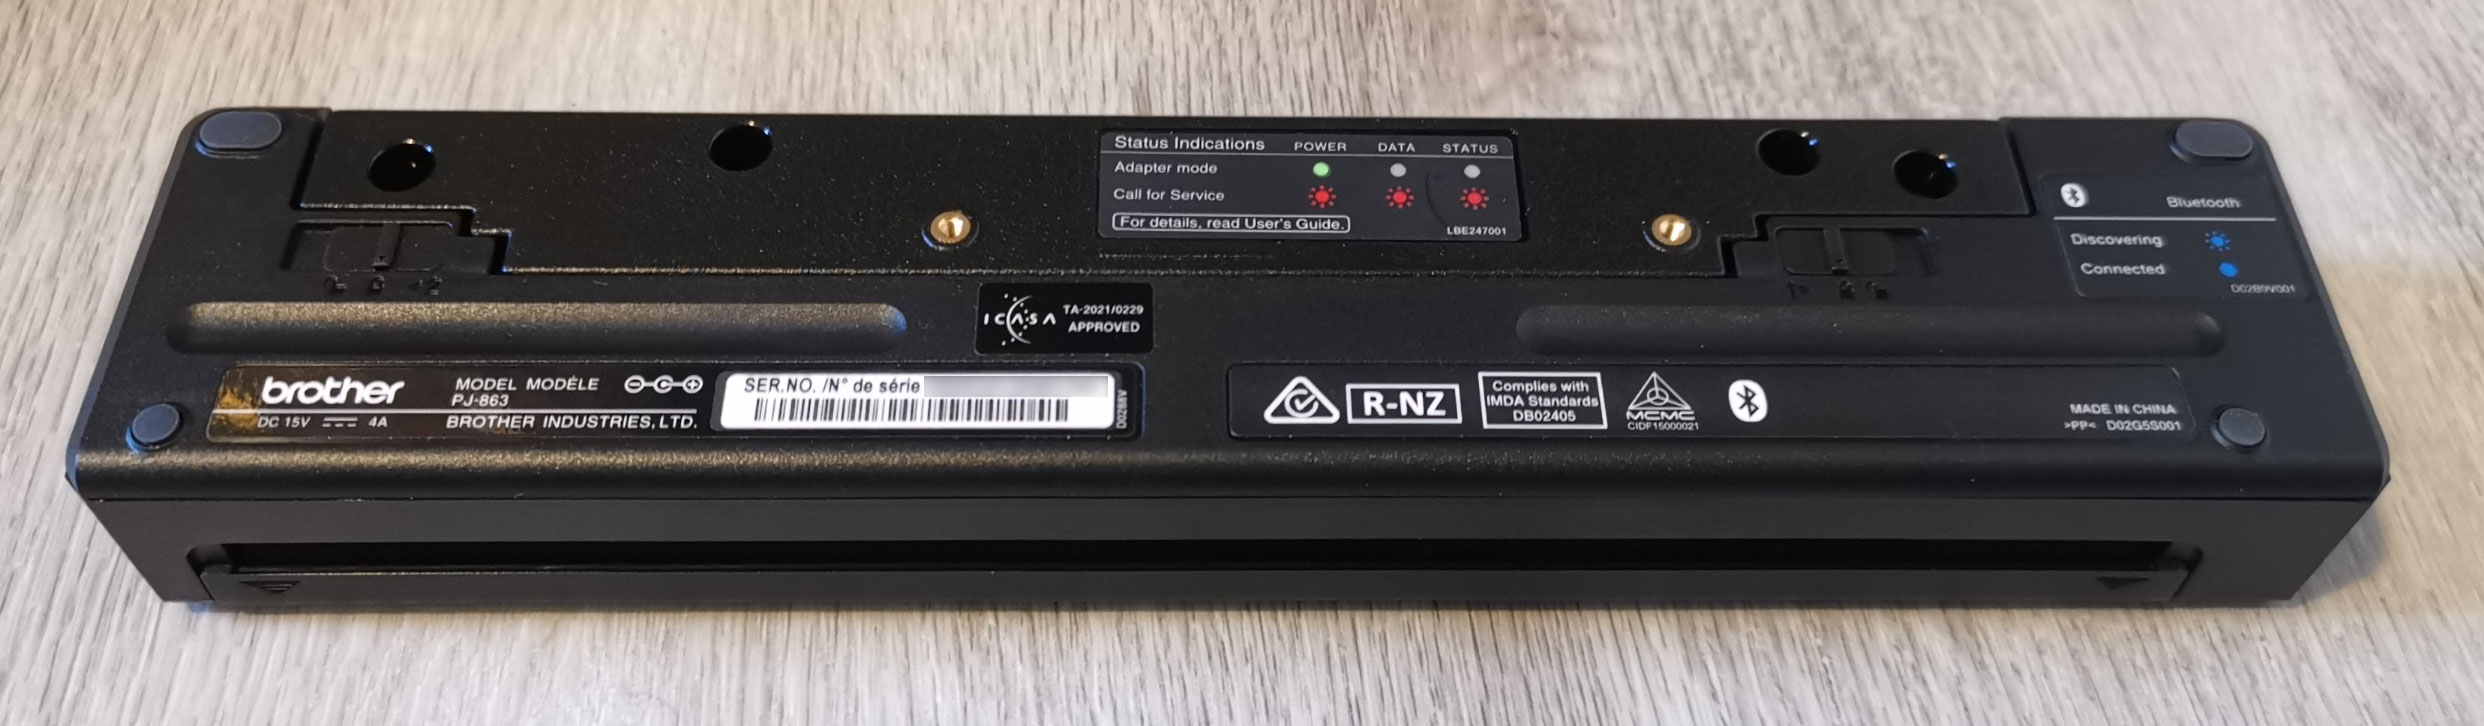 Status Indications POWER DATA STATUS
Adapter mode
Call for Service
For details, read User's Guide.
LBE247001
Bluetooth
Discovering
Connected
D02B9V001
ICASA
TA-2021/0229
APPROVED
brother
MODEL MODÈLE
PJ-863
DC 15V 4A
BROTHER INDUSTRIES, LTD.
SER.NO. /N° de série
D0288V
R-NZ
Complies with
IMDA Standards
DB02405
MCMC
CIDF15000021
MADE IN CHINA
>PP< D02G5S001